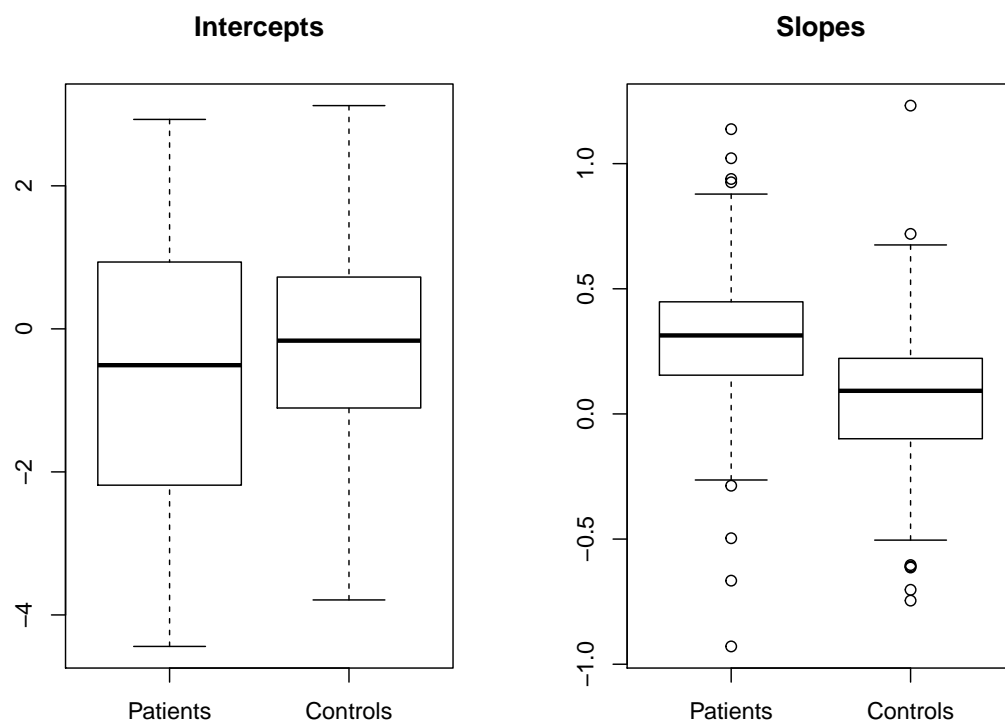 Intercepts
2
0
−2
−4
Patients Controls
Slopes
1.0
0.5
0.0
−0.5
−1.0
Patients Controls